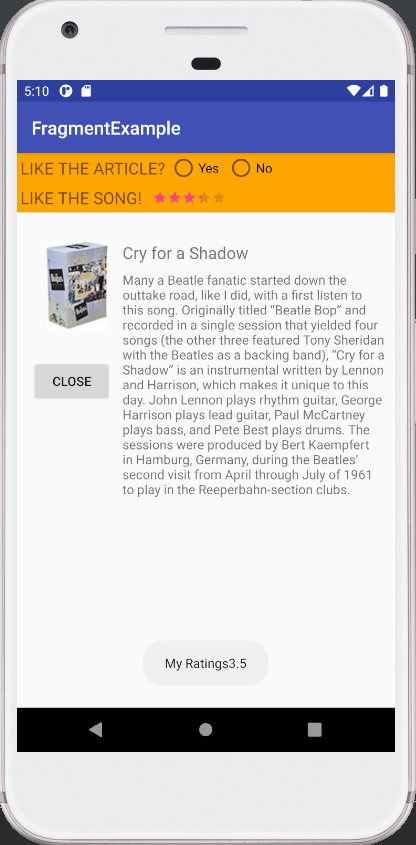 5:10
FragmentExample
LIKE THE ARTICLE? Yes No
LIKE THE SONG!
Cry for a Shadow
Many a Beatle fanatic started down the
outtake road, like I did, with a first listen to
this song. Originally titled “Beatle Bop” and
recorded in a single session that yielded four
songs (the other three featured Tony Sheridan
with the Beatles as a backing band), “Cry for a
Shadow” is an instrumental written by Lennon
and Harrison, which makes it unique to this
day. John Lennon plays rhythm guitar, George
Harrison plays lead guitar, Paul McCartney
plays bass, and Pete Best plays drums. The
sessions were produced by Bert Kaempfert
in Hamburg, Germany, during the Beatles’
second visit from April through July of 1961
to play in the Reeperbahn-section clubs.
CLOSE
My Ratings3.5